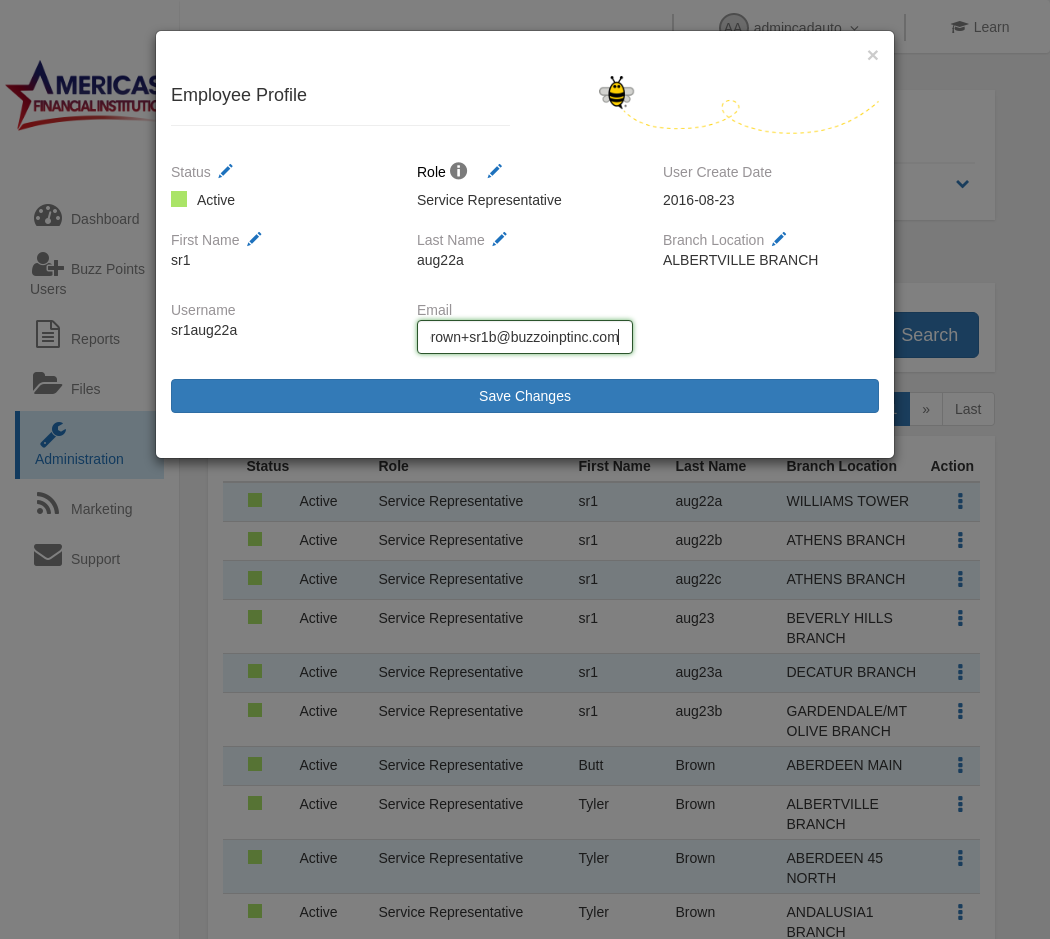 AA admincadauto
Learn
AMERICAS
FINANCIAL INSTITUTIO
×
Employee Profile
Status
Role
User Create Date
Active
Service Representative
2016-08-23
First Name
Last Name
Branch Location
sr1
aug22a
ALBERTVILLE BRANCH
Username
Email
sr1aug22a
rown+sr1b@buzzoinptinc.com
Save Changes
Dashboard
Buzz Points
Users
Reports
Files
Administration
Marketing
Support
Search
» Last
Status Role First Name Last Name Branch Location Action
Active Service Representative sr1 aug22a WILLIAMS TOWER
Active Service Representative sr1 aug22b ATHENS BRANCH
Active Service Representative sr1 aug22c ATHENS BRANCH
Active Service Representative sr1 aug23 BEVERLY HILLS
BRANCH
Active Service Representative sr1 aug23a DECATUR BRANCH
Active Service Representative sr1 aug23b GARDENDALE/MT
OLIVE BRANCH
Active Service Representative Butt Brown ABERDEEN MAIN
Active Service Representative Tyler Brown ALBERTVILLE
BRANCH
Active Service Representative Tyler Brown ABERDEEN 45
NORTH
Active Service Representative Tyler Brown ANDALUSIA1
BRANCH